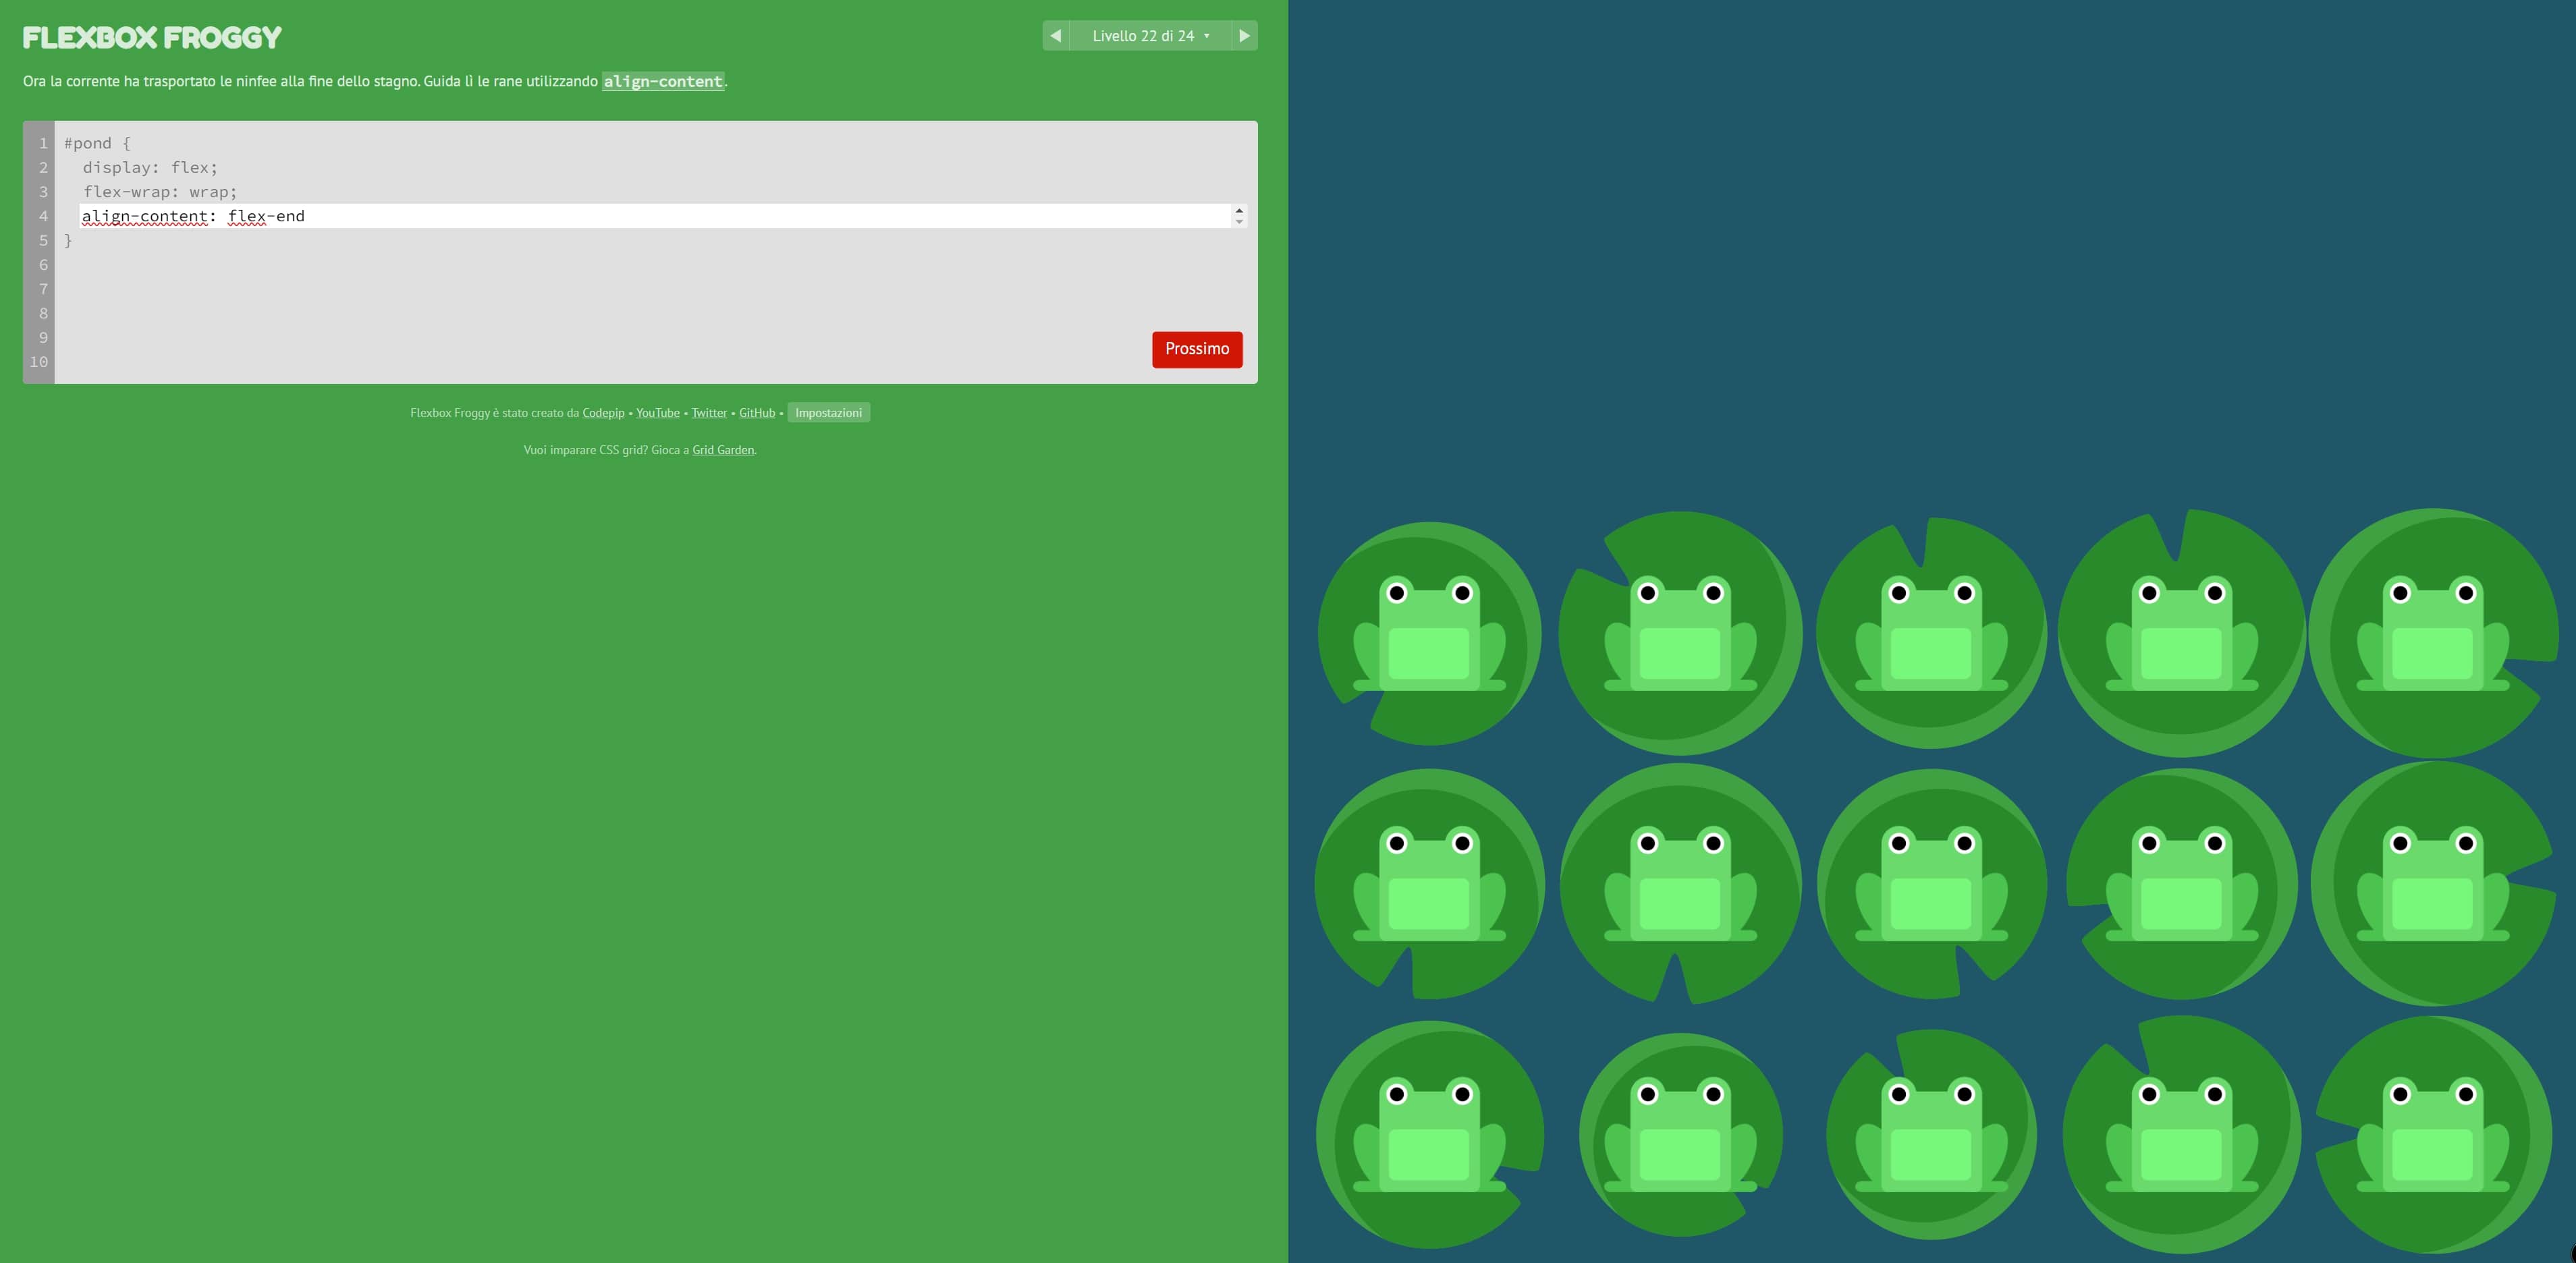 FLEXBOX FROGGY
Livello 22 di 24
Ora la corrente ha trasportato le ninfee alla fine dello stagno. Guida lì le rane utilizzando align-content.
1 #pond {
2 display: flex;
3 flex-wrap: wrap;
4 align-content: flex-end
5 }
6
7
8
9
10
Prossimo
Flexbox Froggy è stato creato da Codepip • YouTube • Twitter • GitHub • Impostazioni
Vuoi imparare CSS grid? Gioca a Grid Garden.